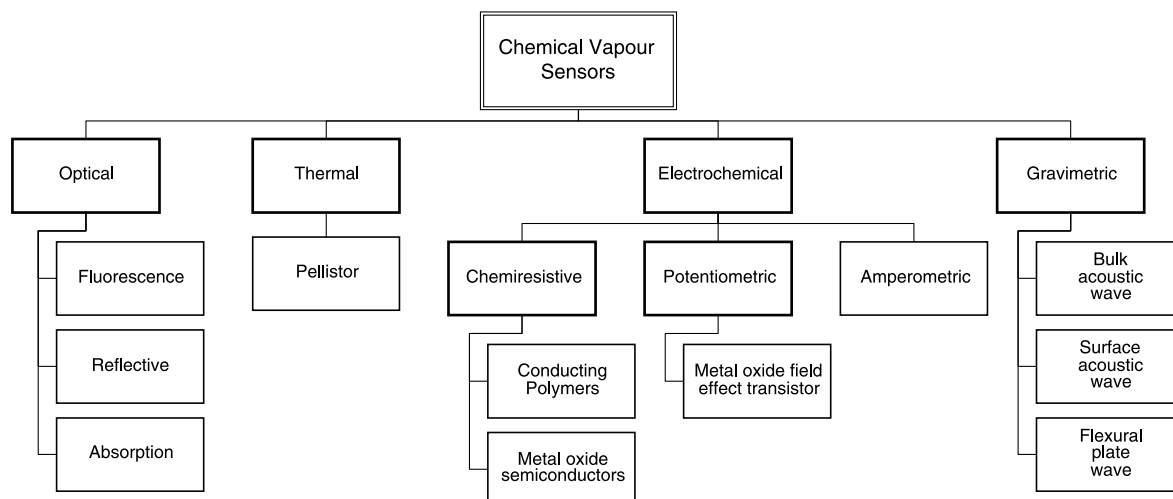 Chemical Vapour
Sensors
Optical
Thermal
Electrochemical
Gravimetric
Fluorescence
Reflective
Absorption
Pellistor
Chemiresistive
Potentiometric
Amperometric
Conducting
Polymers
Metal oxide
semiconductors
Metal oxide field
effect transistor
Bulk
acoustic
wave
Surface
acoustic
wave
Flexural
plate
wave